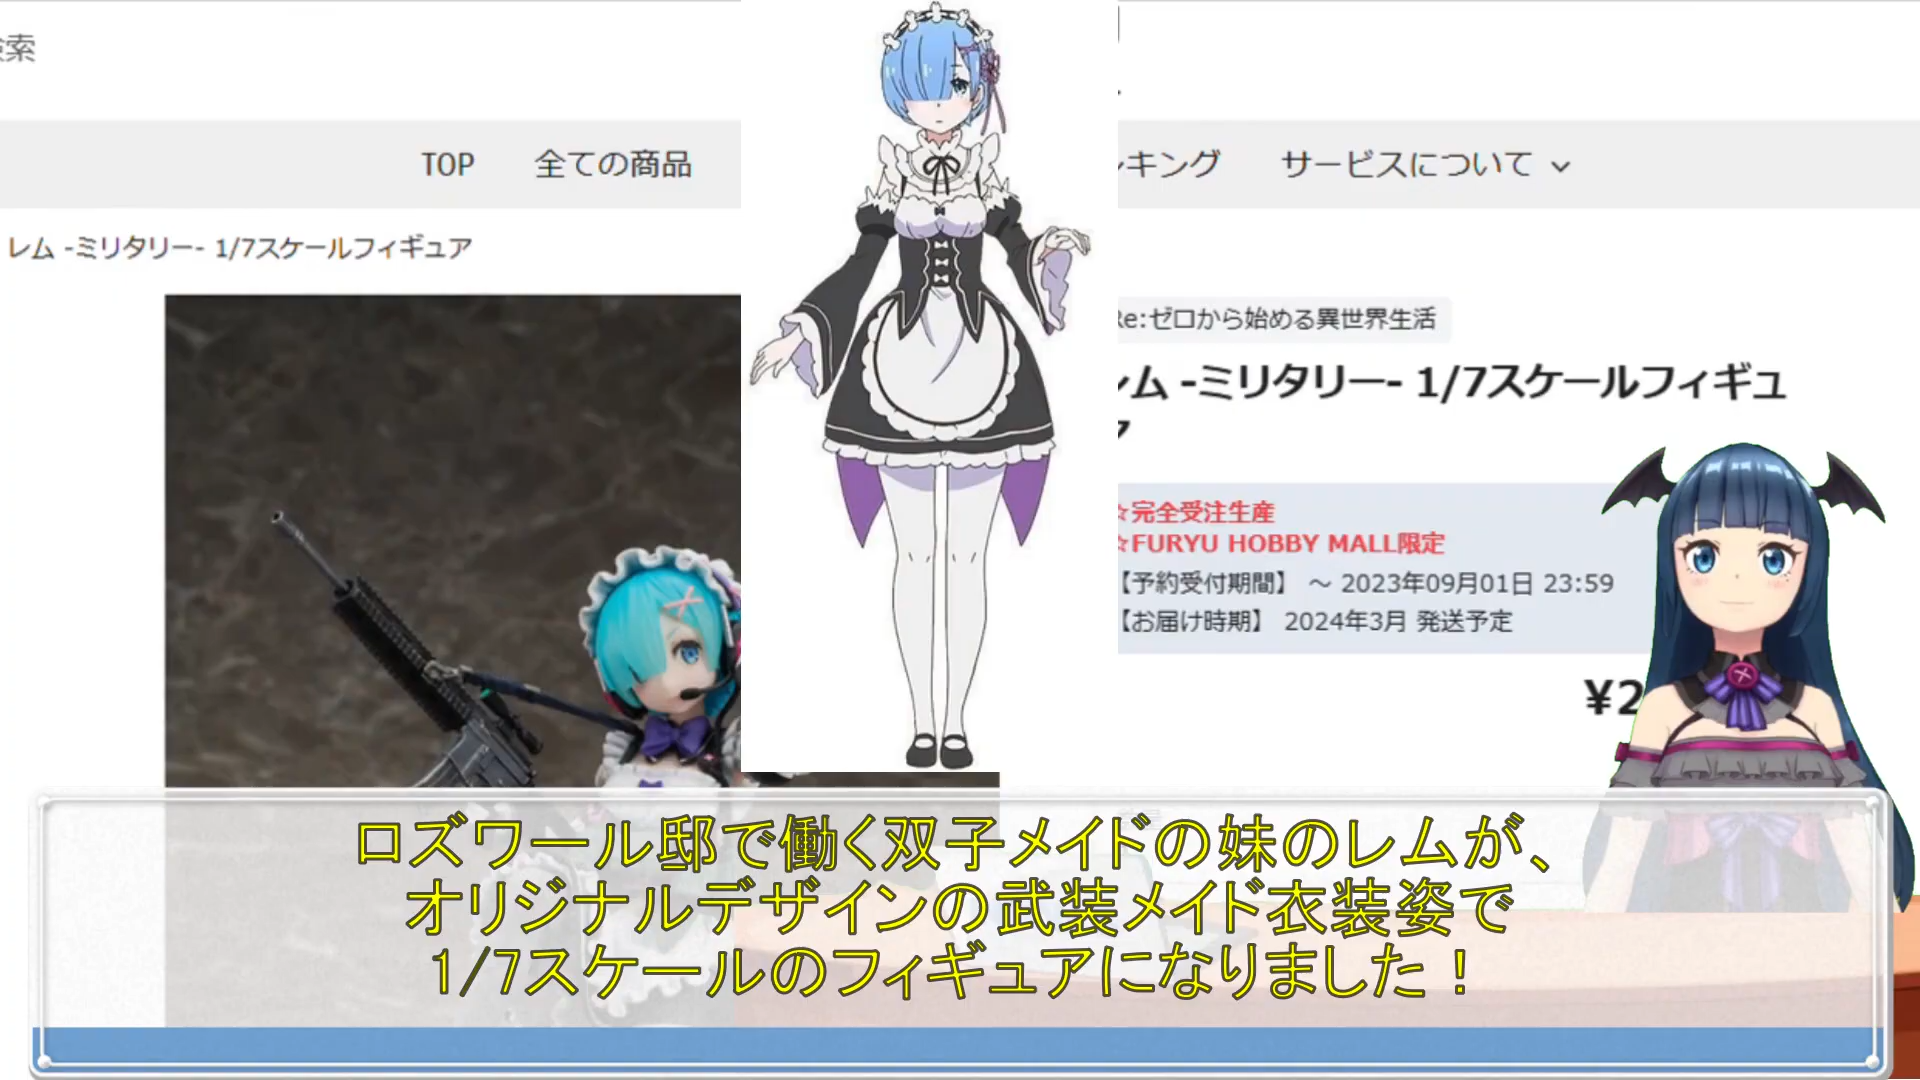 検索
TOP 全ての商品
ンキング サービスについて
レム -ミリタリー- 1/7スケールフィギュア
Re:ゼロから始める異世界生活
レム -ミリタリー- 1/7スケールフィギュ
ア
☆完全受注生産
☆FURYU HOBBY MALL限定
【予約受付期間】 ～ 2023年09月01日 23:59
【お届け時期】 2024年3月 発送予定
¥2
ロズワール邸で働く双子メイドの妹のレムが、
オリジナルデザインの武装メイド衣装姿で
1/7スケールのフィギュアになりました！